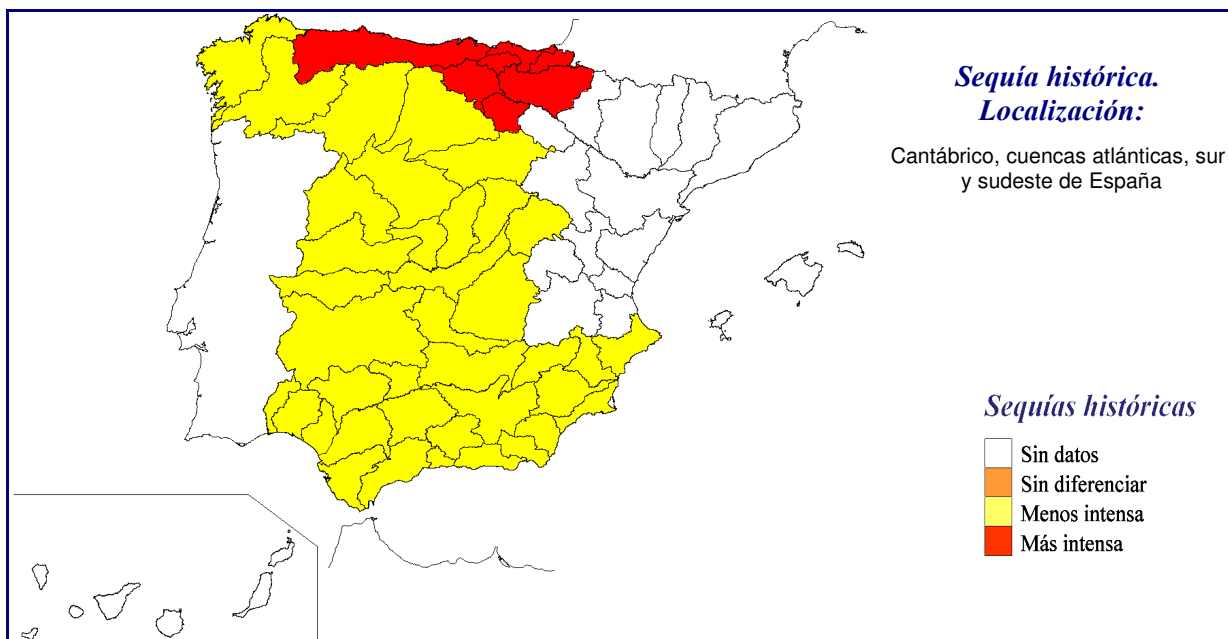 Sequía histórica.
Localización:
Cantábrico, cuencas atlánticas, sur
y sudeste de España
Sequías históricas
Sin datos
Sin diferenciar
Menos intensa
Más intensa